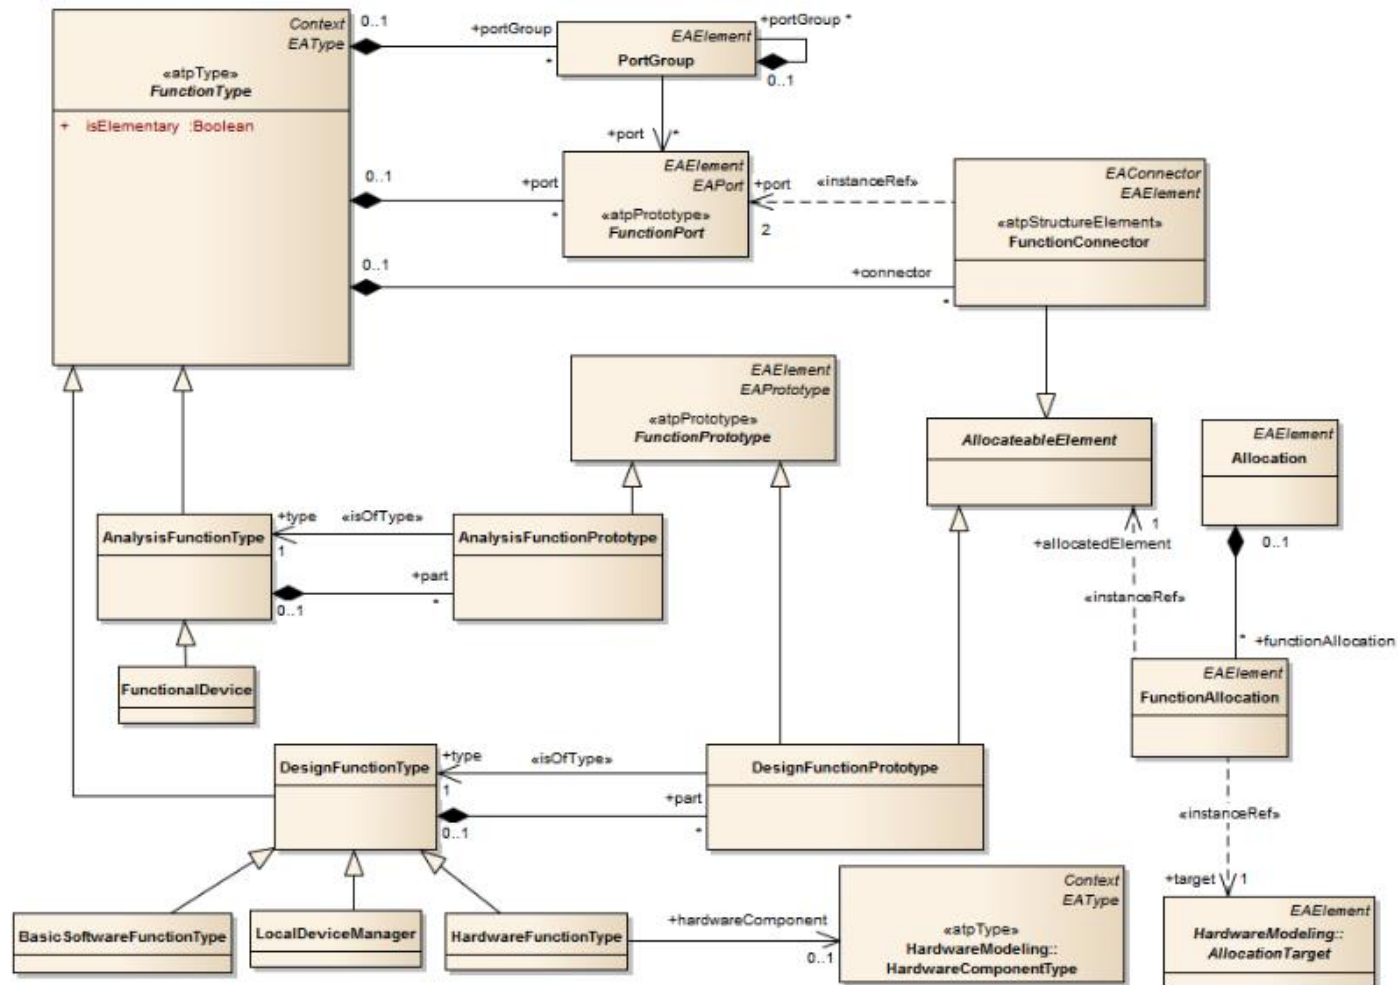 Context
EAType
«atpType»
FunctionType
+ isElementary :Boolean
0..1
+portGroup
*
EAElement
PortGroup
+portGroup *
0..1
+port
*
0..1
+port
*
EAElement
EAPort
«atpPrototype»
FunctionPort
+port
«instanceRef»
2
EAConnector
EAElement
«atpStructureElement»
FunctionConnector
0..1
+connector
*
EAElement
EAPrototype
«atpPrototype»
FunctionPrototype
AllocateableElement
EAElement
Allocation
AnalysisFunctionType
+type
«isOfType»
1
AnalysisFunctionPrototype
+part
0..1
*
1
+allocatedElement
0..1
«instanceRef»
* +functionAllocation
FunctionalDevice
EAElement
FunctionAllocation
DesignFunctionType
+type
«isOfType»
1
DesignFunctionPrototype
+part
0..1
*
«instanceRef»
+target
1
BasicSoftwareFunctionType
LocalDeviceManager
HardwareFunctionType
+hardwareComponent
0..1
Context
EAType
«atpType»
HardwareModeling::
HardwareComponentType
EAElement
HardwareModeling::
AllocationTarget